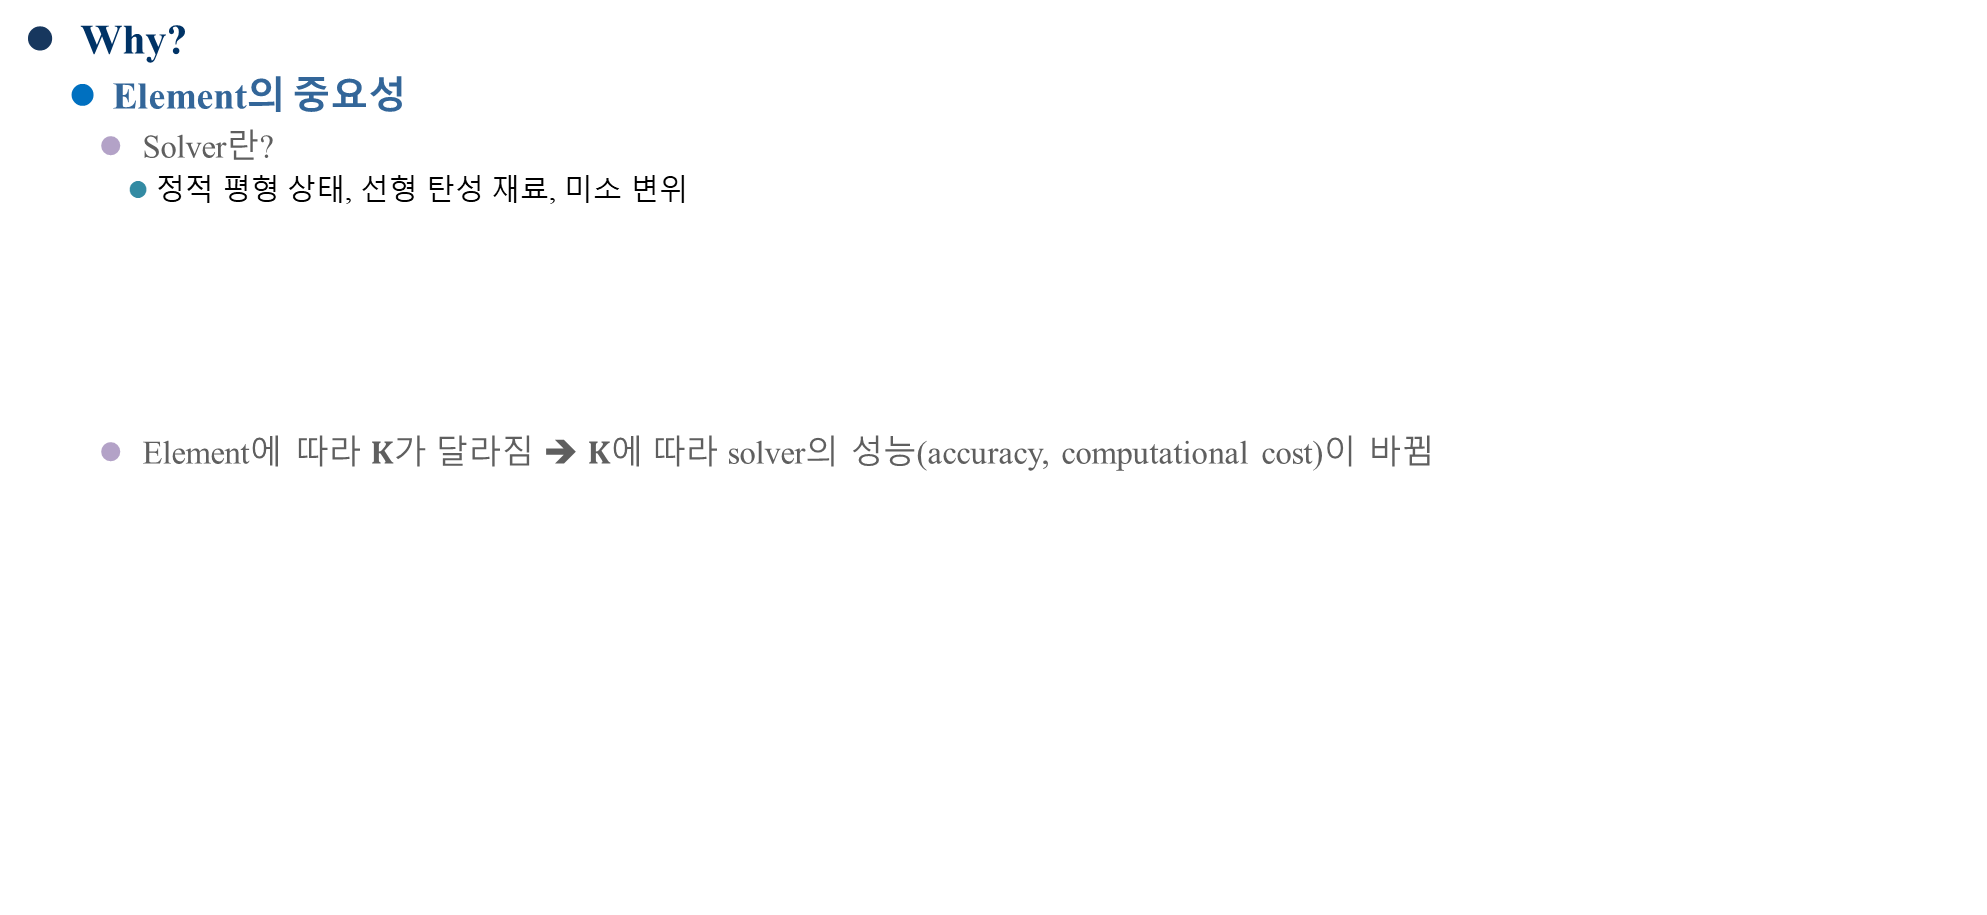 Why?
Element의 중요성
Solver란?
정적 평형 상태, 선형 탄성 재료, 미소 변위
Element에 따라 K가 달라짐 ➔ K에 따라 solver의 성능(accuracy, computational cost)이 바뀜